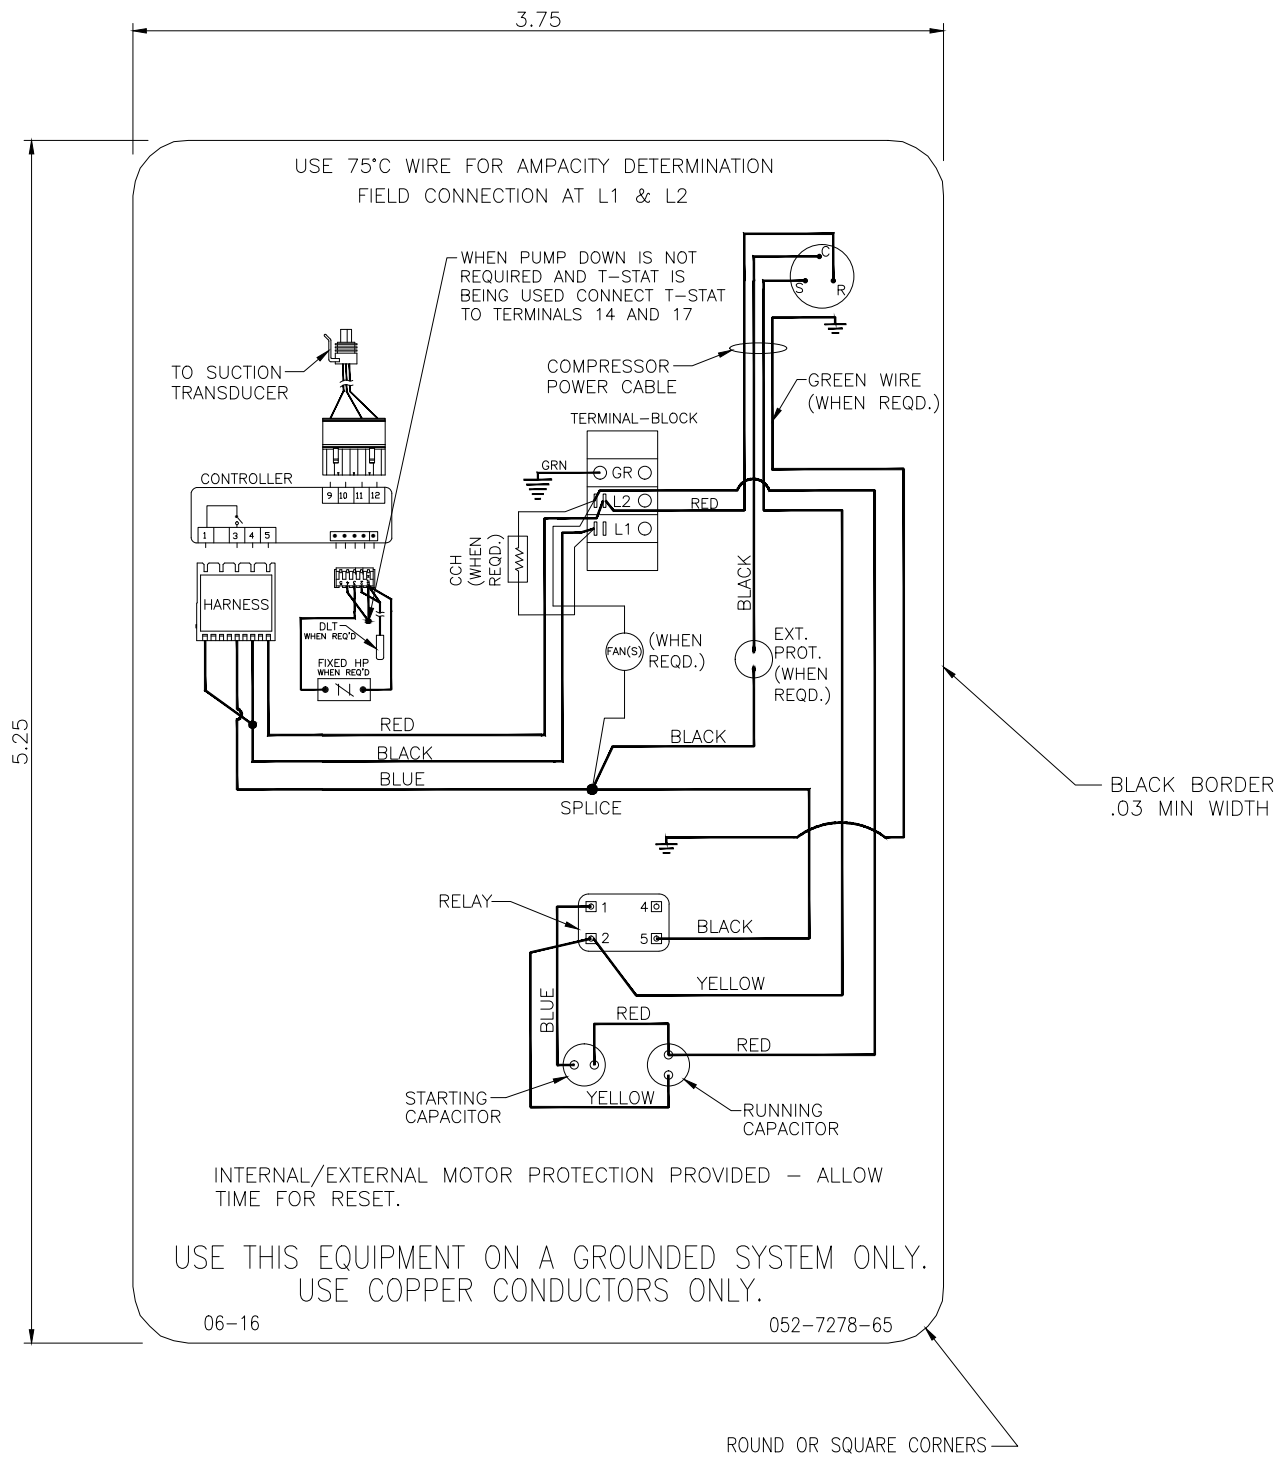 3.75
USE 75°C WIRE FOR AMPACITY DETERMINATION
FIELD CONNECTION AT L1 & L2
WHEN PUMP DOWN IS NOT
REQUIRED AND T-STAT IS
BEING USED CONNECT T-STAT
TO TERMINALS 14 AND 17
C
S
R
TO SUCTION
TRANSDUCER
COMPRESSOR
POWER CABLE
GREEN WIRE
(WHEN REQD.)
TERMINAL-BLOCK
GRN
GR
L2
L1
RED
CONTROLLER
9 10 11 12
1 3 4 5
CCH
(WHEN
REQD.)
BLACK
HARNESS
DLT
WHEN REQ'D
FIXED HP
WHEN REQ'D
FAN(S)
(WHEN
REQD.)
EXT.
PROT.
(WHEN
REQD.)
RED
BLACK
BLACK
BLUE
SPLICE
5.25
BLACK BORDER
.03 MIN WIDTH
RELAY
1 4
2 5
BLACK
YELLOW
BLUE
RED
RED
STARTING
CAPACITOR
YELLOW
RUNNING
CAPACITOR
INTERNAL/EXTERNAL MOTOR PROTECTION PROVIDED - ALLOW
TIME FOR RESET.
USE THIS EQUIPMENT ON A GROUNDED SYSTEM ONLY.
USE COPPER CONDUCTORS ONLY.
06-16
052-7278-65
ROUND OR SQUARE CORNERS